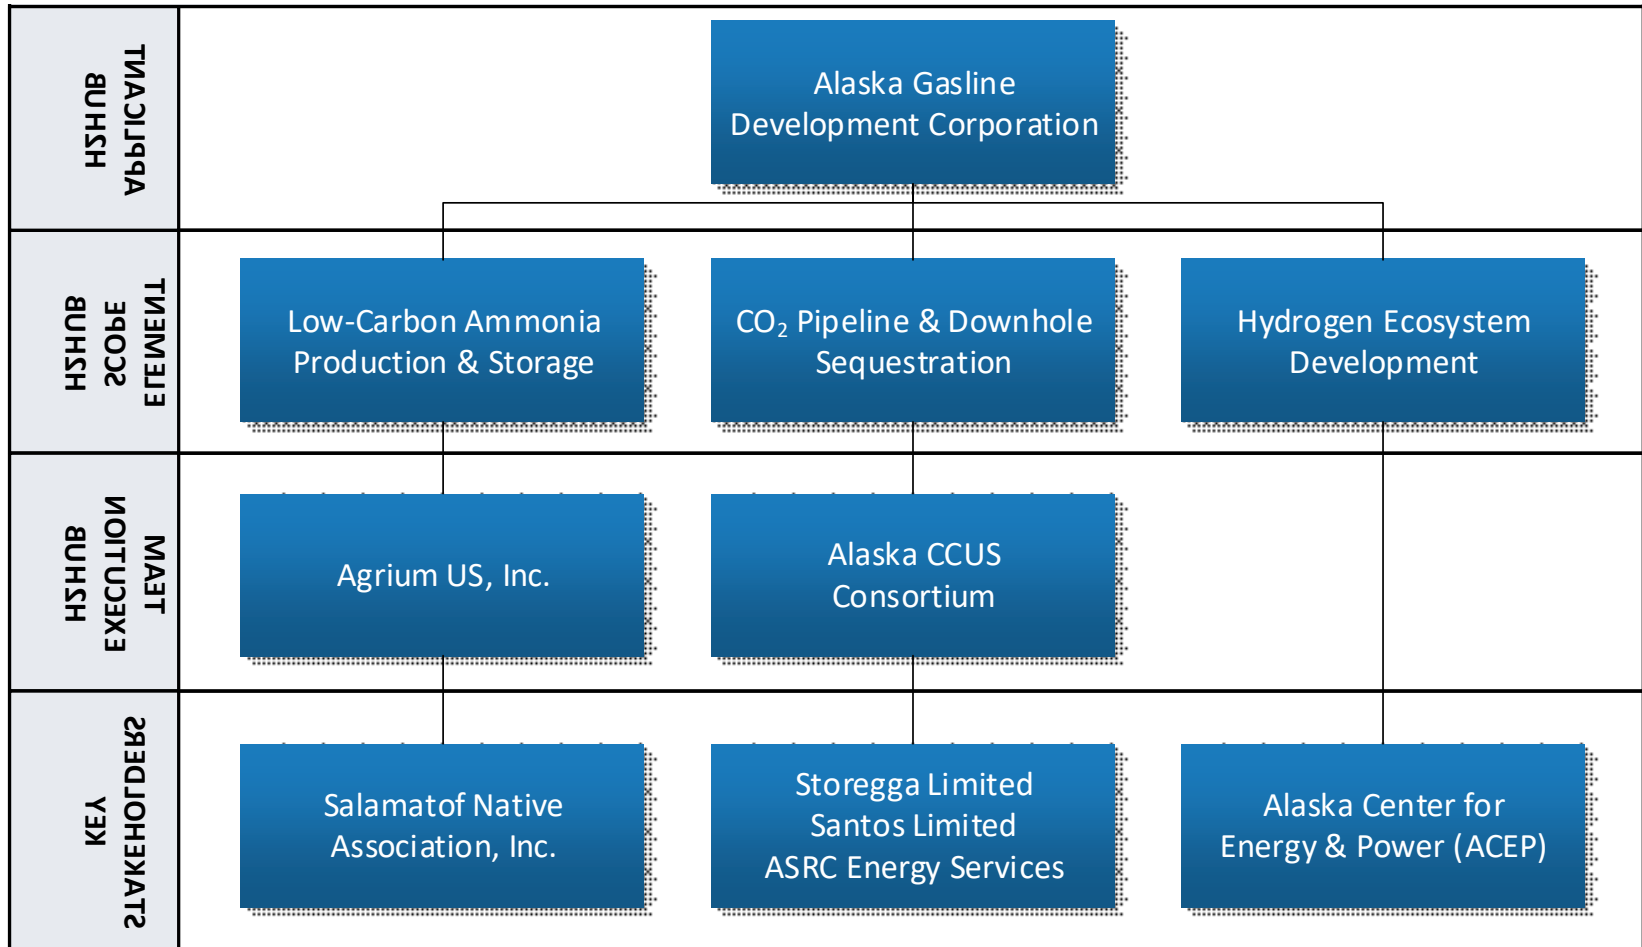 H2HUB
APPLICANT
Alaska Gasline
Development Corporation
H2HUB
SCOPE
ELEMENT
Low-Carbon Ammonia
Production & Storage
CO₂ Pipeline & Downhole
Sequestration
Hydrogen Ecosystem
Development
H2HUB
EXECUTION
TEAM
Agrium US, Inc.
Alaska CCUS
Consortium
KEY
STAKEHOLDERS
Salamatof Native
Association, Inc.
Storegga Limited
Santos Limited
ASRC Energy Services
Alaska Center for
Energy & Power (ACEP)